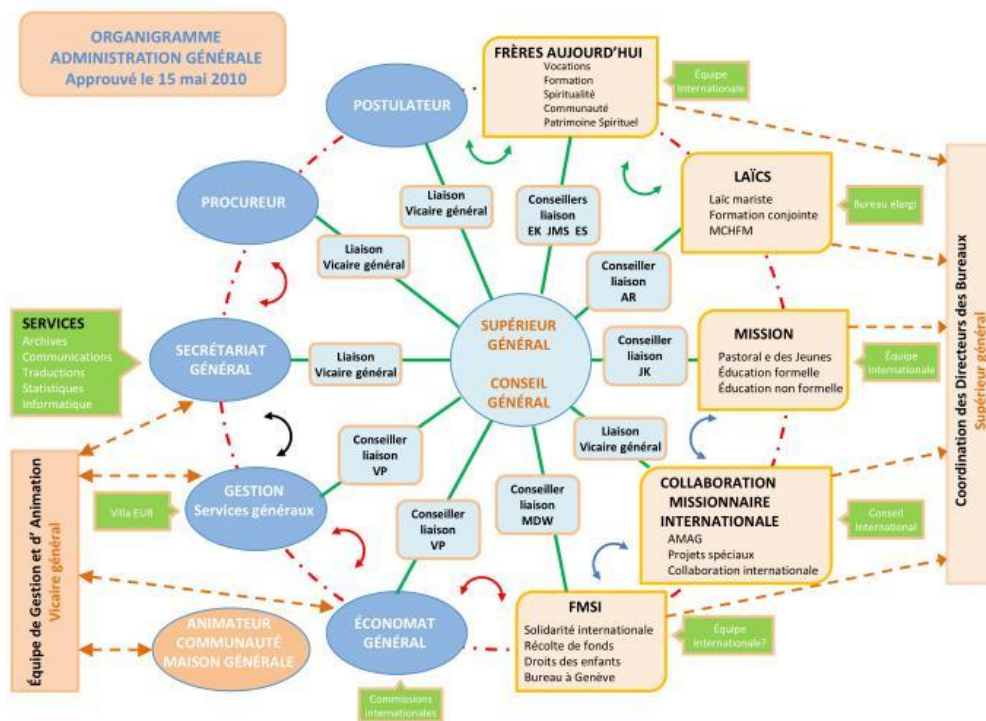 ORGANIGRAMME
ADMINISTRATION GÉNÉRALE
Approuvé le 15 mai 2010
POSTULATEUR
FRÈRES AUJOURD'HUI
Vocations
Formation
Spiritualité
Communauté
Patrimoine Spirituel
Équipe
Internationale
PROCUREUR
Liaison
Vicaire général
Liaison
Vicaire général
Conseillers
liaison
EK JMS ES
LAÏCS
Laïc mariste
Formation conjointe
MCHFM
Bureau élargi
Conseiller
liaison
AR
SERVICES
Archives
Communications
Traductions
Statistiques
Informatique
SECRÉTARIAT
GÉNÉRAL
Liaison
Vicaire général
SUPÉRIEUR
GÉNÉRAL
CONSEIL
GÉNÉRAL
Conseiller
liaison
JK
MISSION
Pastoral e des Jeunes
Éducation formelle
Éducation non formelle
Équipe
Internationale
Coordination des Directeurs des Bureaux
Supérieur général
Équipe de Gestion et d' Animation
Vicaire général
Villa EUR
GESTION
Services généraux
Conseiller
liaison
VP
Conseiller
liaison
VP
Conseiller
liaison
MDW
Liaison
Vicaire général
COLLABORATION
MISSIONNAIRE
INTERNATIONALE
AMAG
Projets spéciaux
Collaboration internationale
Conseil
International
ANIMATEUR
COMMUNAUTÉ
MAISON GÉNÉRALE
ÉCONOMAT
GÉNÉRAL
Commissions
internationales
FMSI
Solidarité internationale
Récolte de fonds
Droits des enfants
Bureau à Genève
Équipe
Internationale?